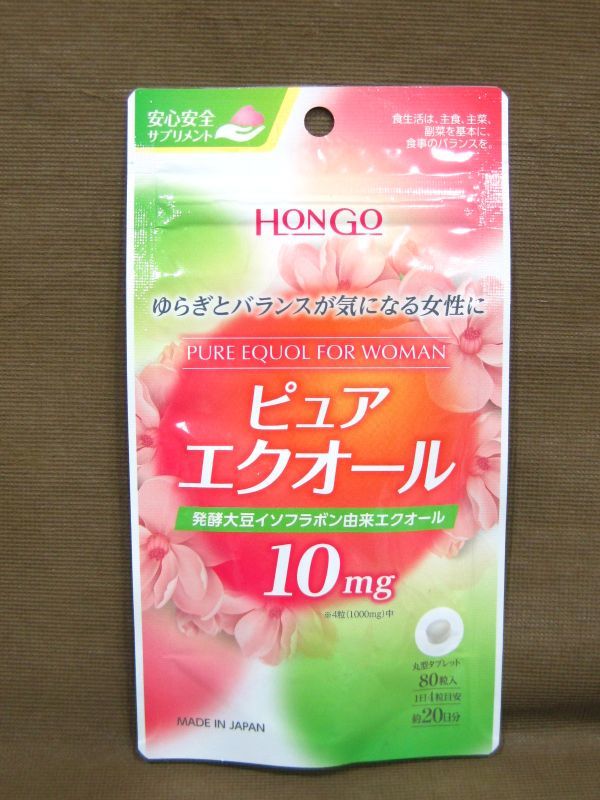 安心安全
サプリメント
食生活は、主食、主菜、
副菜を基本に、
食事のバランスを。
HONGO
ゆらぎとバランスが気になる女性に
PURE EQUOL FOR WOMAN
ピュア
エクオール
発酵大豆イソフラボン由来エクオール
10mg
※4粒(1000mg)中
丸型タブレット
80粒入
1日4粒目安
約20日分
MADE IN JAPAN